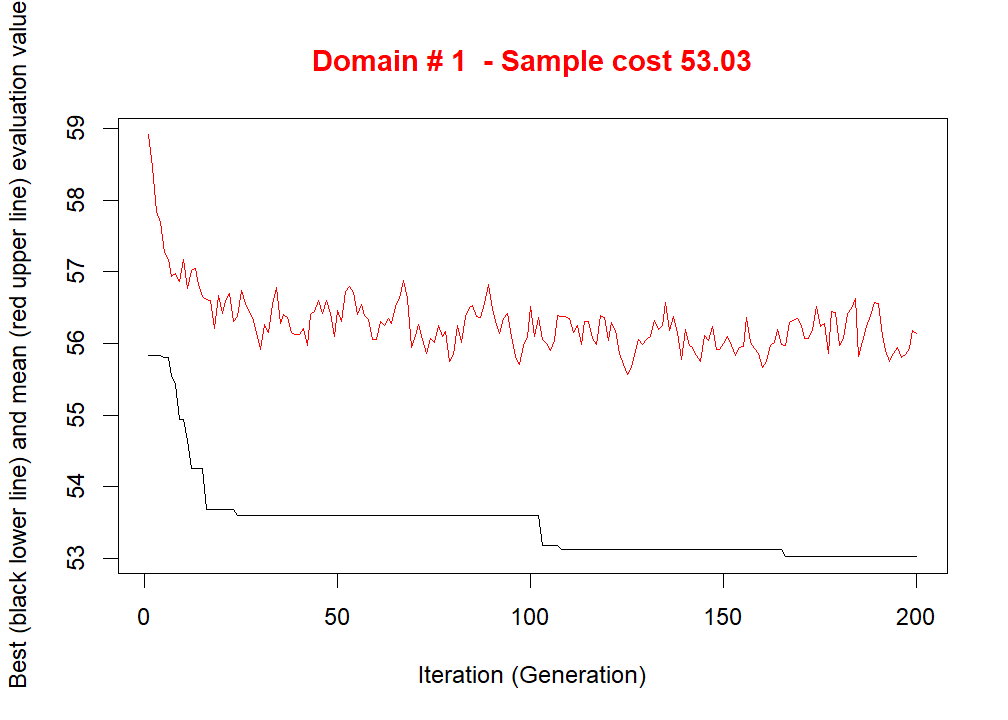 Domain # 1  - Sample cost 53.03
Best (black lower line) and mean (red upper line) evaluation value
59
58
57
56
55
54
53
0 50 100 150 200
Iteration (Generation)